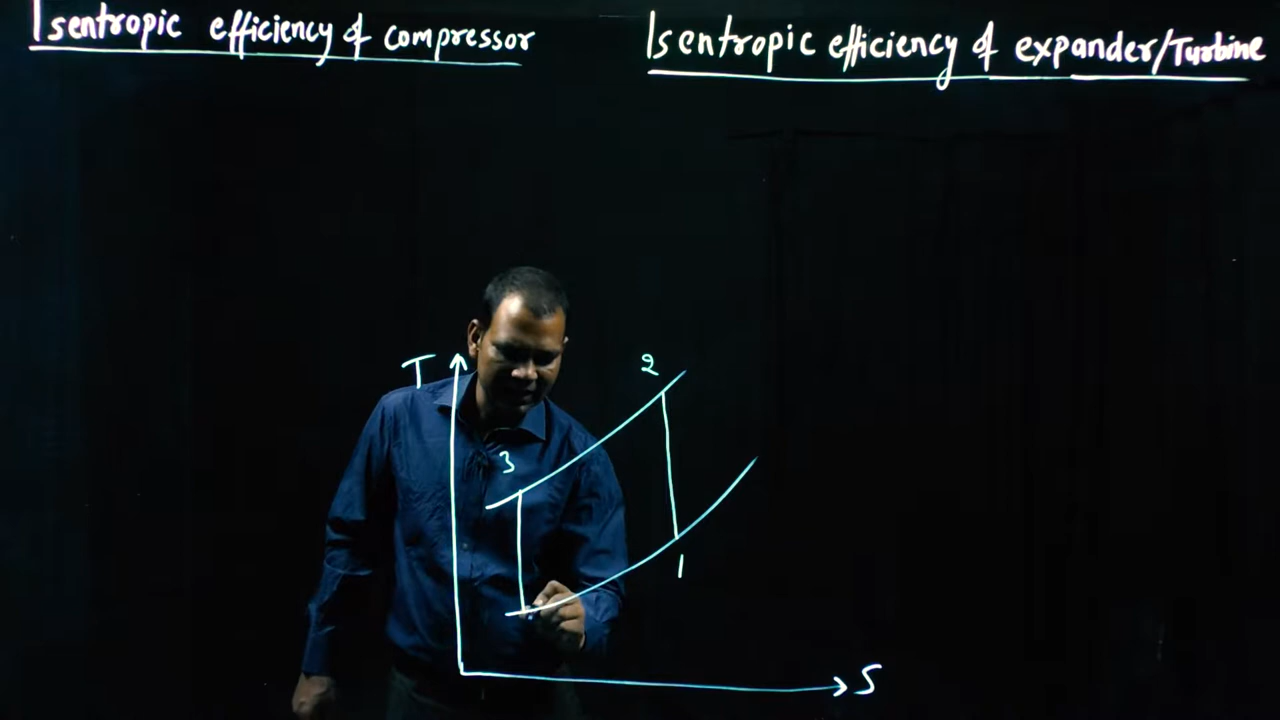 Isentropic efficiency of compressor
Isentropic efficiency of expander/Turbine
T
2
3
1
S